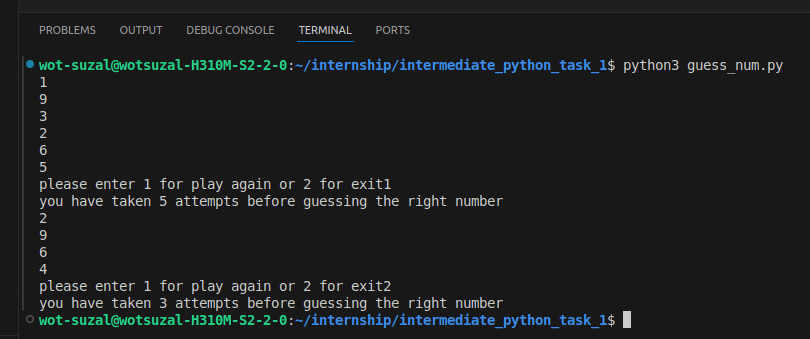 PROBLEMS OUTPUT DEBUG CONSOLE TERMINAL PORTS
wot-suzal@wotsuzal-H310M-S2-2-0:~/internship/intermediate_python_task_1$ python3 guess_num.py
1
9
3
2
6
5
please enter 1 for play again or 2 for exit1
you have taken 5 attempts before guessing the right number
2
9
6
4
please enter 1 for play again or 2 for exit2
you have taken 3 attempts before guessing the right number
wot-suzal@wotsuzal-H310M-S2-2-0:~/internship/intermediate_python_task_1$